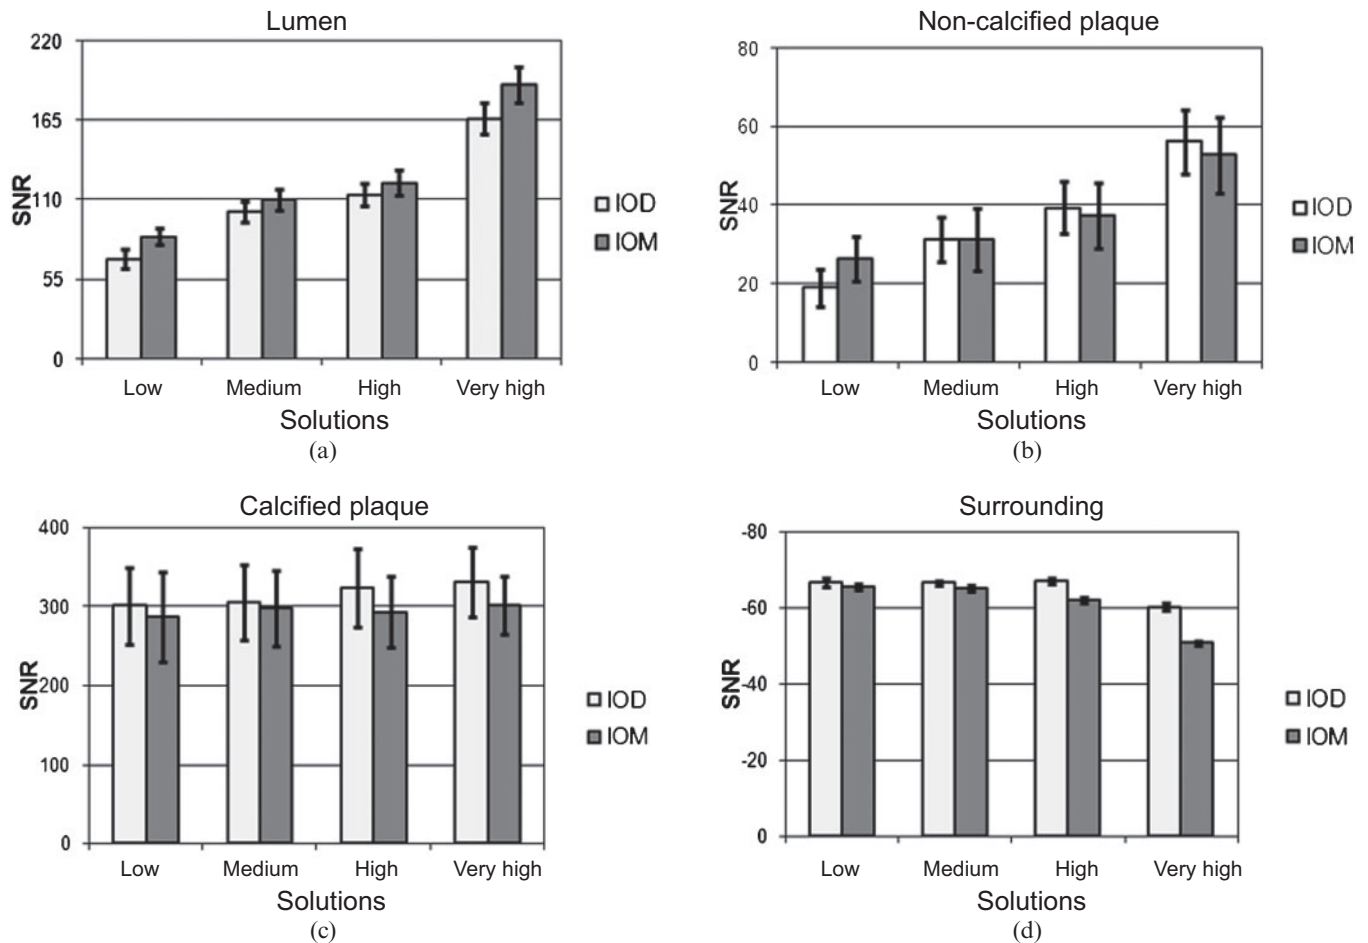 Lumen
220
165
110
55
0
SNR
Low Medium High Very high
Solutions
(a)
IOD
IOM
Non-calcified plaque
80
60
40
20
0
SNR
Low Medium High Very high
Solutions
(b)
IOD
IOM
Calcified plaque
400
300
200
100
0
SNR
Low Medium High Very high
Solutions
(c)
IOD
IOM
Surrounding
-80
-60
-40
-20
0
SNR
Low Medium High Very high
Solutions
(d)
IOD
IOM